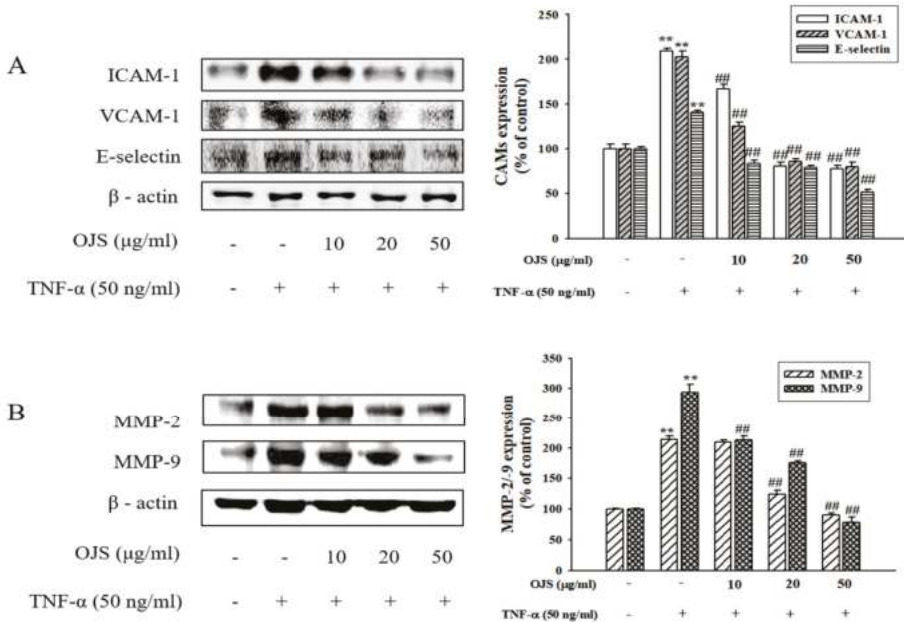 A
ICAM-1
VCAM-1
E-selectin
β - actin
OJS (μg/ml) - - 10 20 50
TNF-α (50 ng/ml) - + + + +
ICAM-1
VCAM-1
E-selectin
CAMs expression
(% of control)
250
200
150
100
50
0
** ** ** ## ## ## ## ## ## ## ## ##
OJS (μg/ml) - - 10 20 50
TNF-α (50 ng/ml) - + + + +
B
MMP-2
MMP-9
β - actin
OJS (μg/ml) - - 10 20 50
TNF-α (50 ng/ml) - + + + +
MMP-2
MMP-9
MMP-2/-9 expression
(% of control)
350
300
250
200
150
100
50
0
** ** ## ## ## ## ##
OJS (μg/ml) - - 10 20 50
TNF-α (50 ng/ml) - + + + +